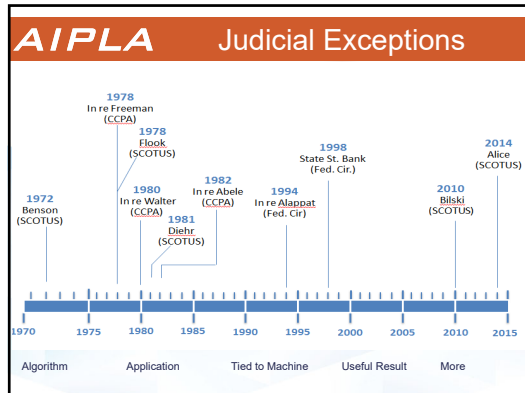 AIPLA Judicial Exceptions
1978
In re Freeman
(CCPA)
1978
Flook
(SCOTUS)
1972
Benson
(SCOTUS)
1980
In re Walter
(CCPA)
1981
Diehr
(SCOTUS)
1982
In re Abele
(CCPA)
1994
In re Alappat
(Fed. Cir)
1998
State St. Bank
(Fed. Cir.)
2010
Bilski
(SCOTUS)
2014
Alice
(SCOTUS)
1970 1975 1980 1985 1990 1995 2000 2005 2010 2015
Algorithm Application Tied to Machine Useful Result More